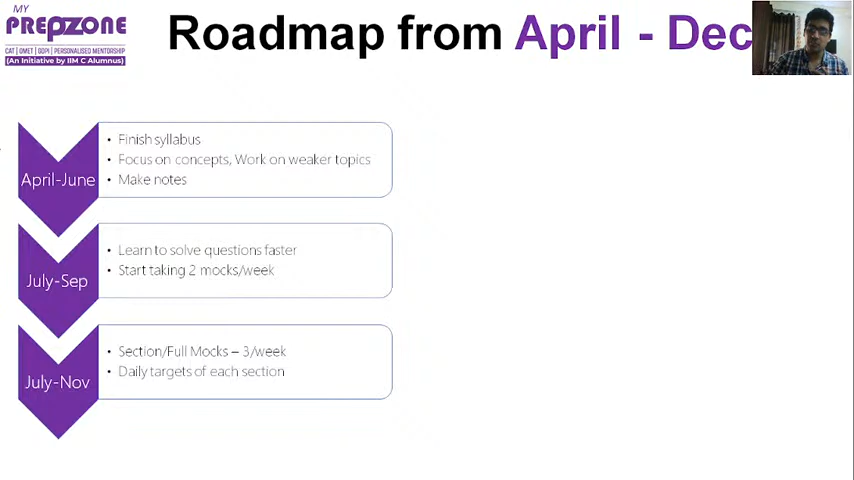 MY
PREPZONE
CAT | OMET | GDPI | PERSONALISED MENTORSHIP
(An Initiative by IIM C Alumnus)
Roadmap from April - Dec
April-June
• Finish syllabus
• Focus on concepts, Work on weaker topics
• Make notes
July-Sep
• Learn to solve questions faster
• Start taking 2 mocks/week
July-Nov
• Section/Full Mocks – 3/week
• Daily targets of each section